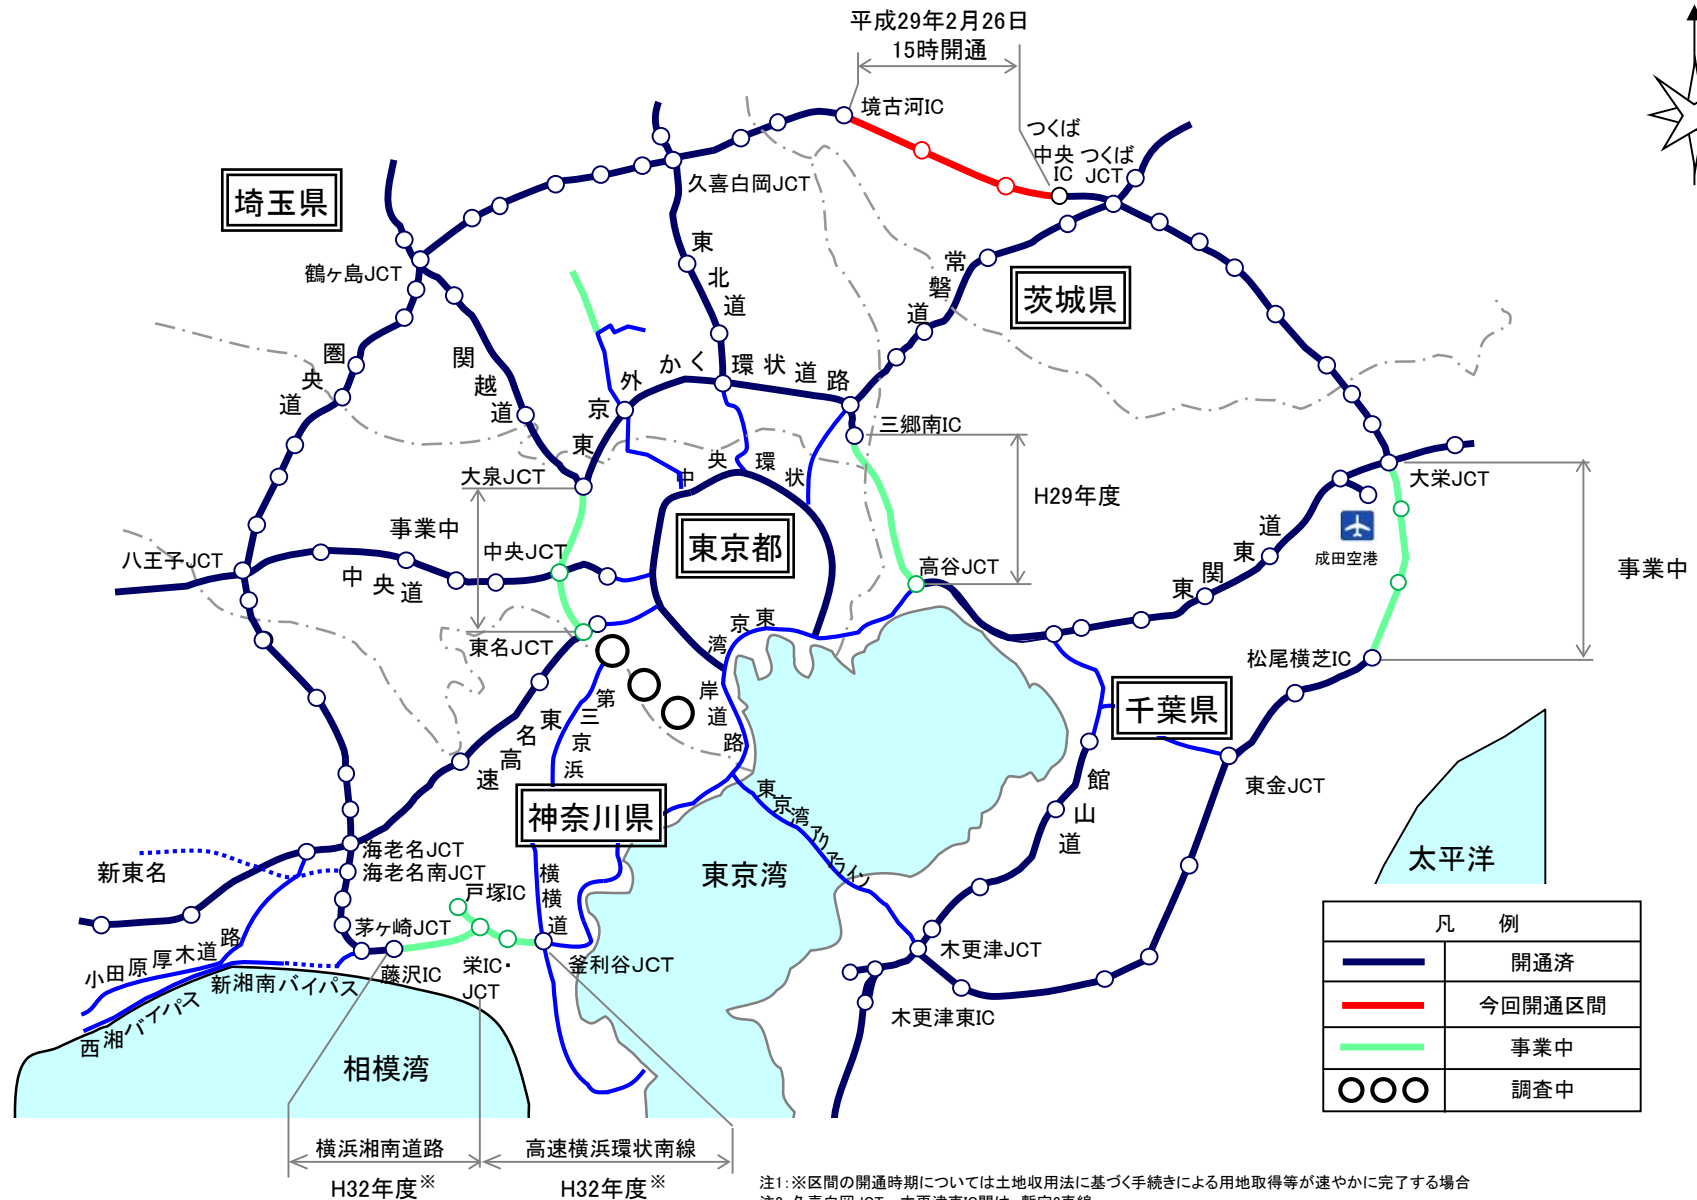 平成29年2月26日
15時開通
境古河IC
つくば
中央
IC
つくば
JCT
久喜白岡JCT
埼玉県
鶴ヶ島JCT
東北道
常磐道
茨城県
圏央道
関越道
東京外かく環状道路
三郷南IC
大泉JCT
中央環状
H29年度
大栄JCT
事業中
中央JCT
東京都
成田空港
八王子JCT
中央道
高谷JCT
東関東道
事業中
東名JCT
東京湾岸道路
松尾横芝IC
第三京浜
東名高速
千葉県
館山道
東金JCT
神奈川県
東京湾アクアライン
東京湾
太平洋
新東名
海老名JCT
海老名南JCT
戸塚IC
横横道
茅ヶ崎JCT
藤沢IC
栄IC・
JCT
釜利谷JCT
木更津JCT
木更津東IC
小田原厚木道路
新湘南バイパス
西湘バイパス
相模湾
凡 例
開通済
今回開通区間
事業中
調査中
横浜湘南道路
高速横浜環状南線
H32年度※
H32年度※
注1:※区間の開通時期については土地収用法に基づく手続きによる用地取得等が速やかに完了する場合